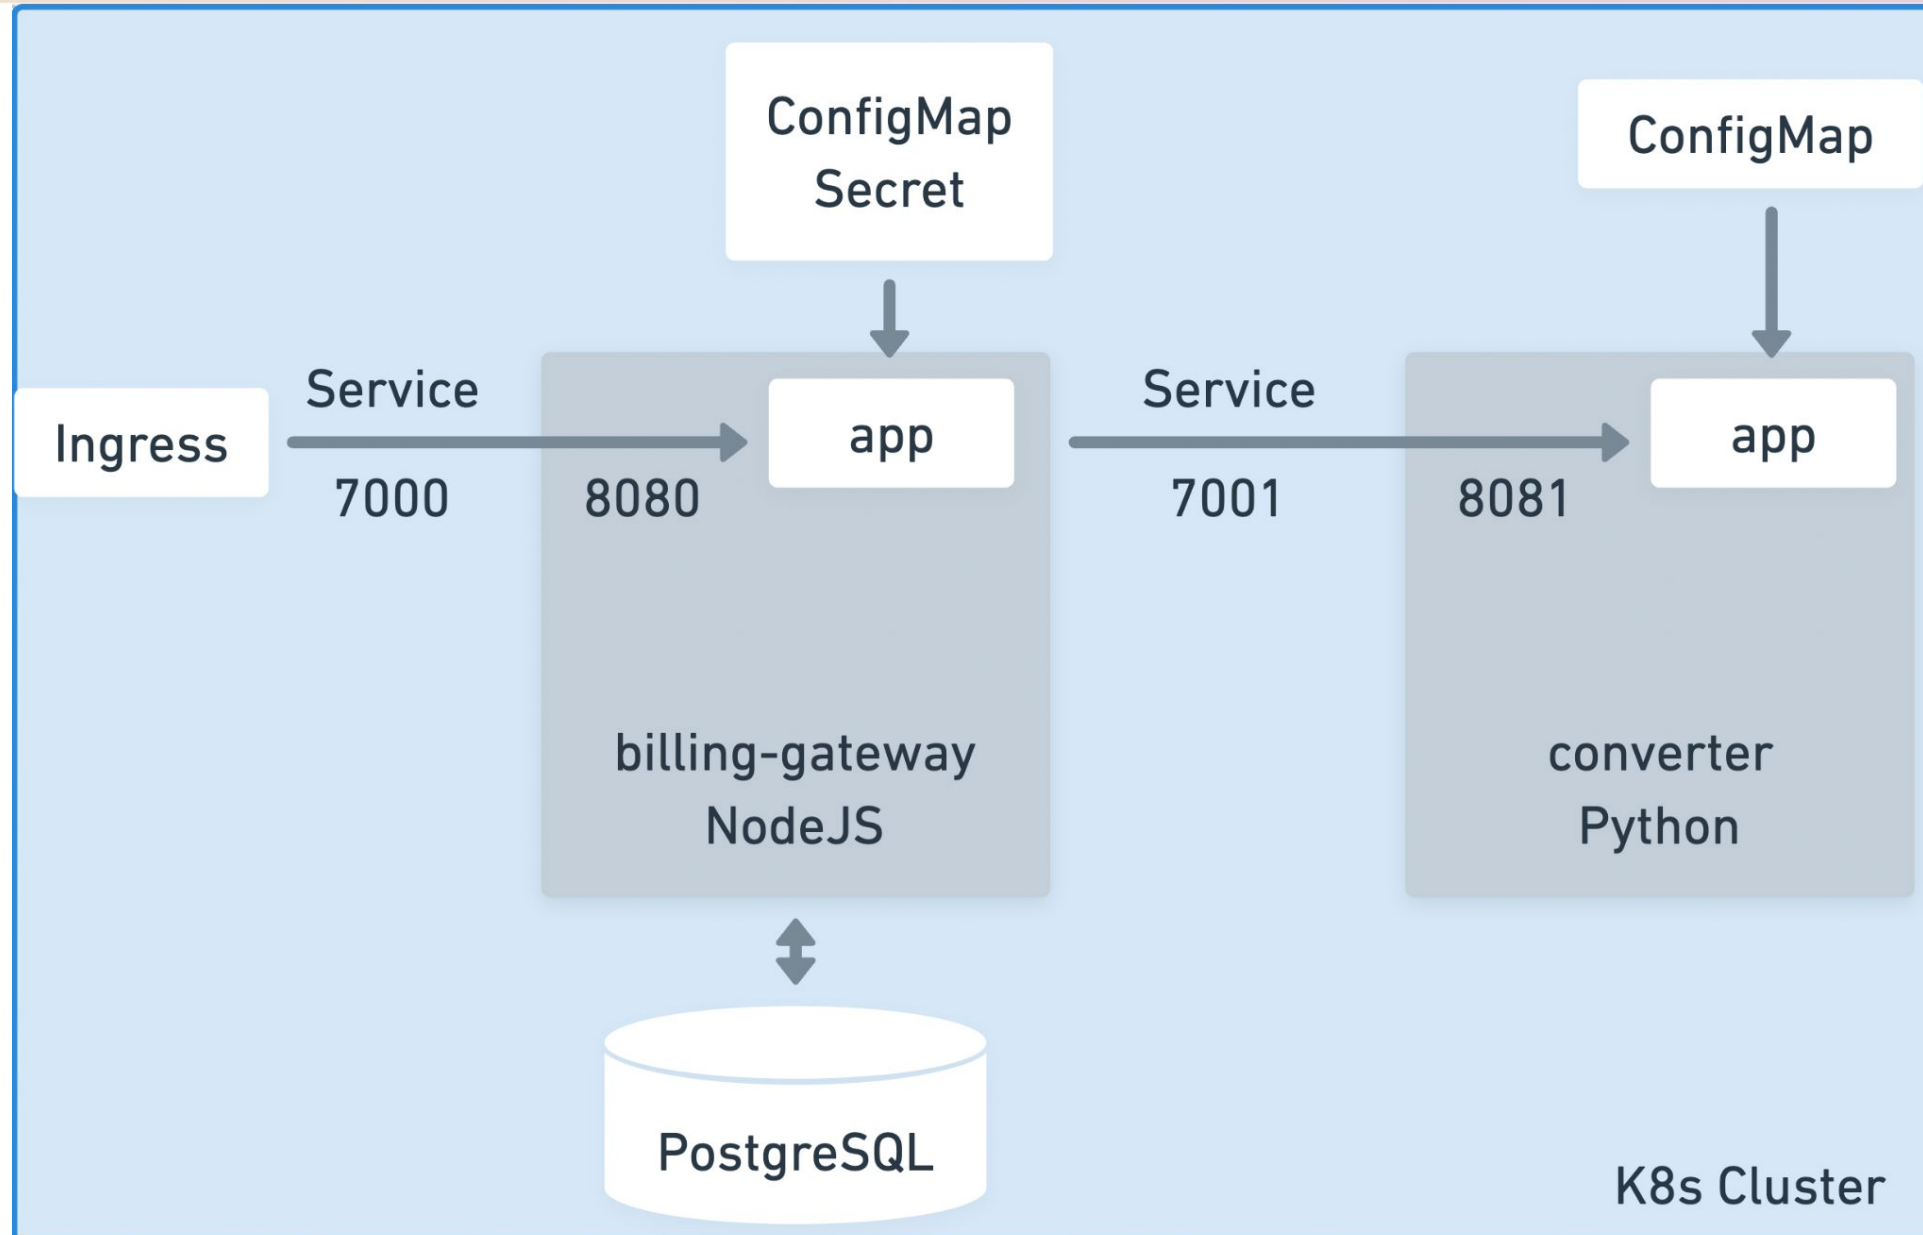 ConfigMap
Secret
ConfigMap
Ingress
Service
7000
8080
app
Service
7001
8081
app
billing-gateway
NodeJS
converter
Python
PostgreSQL
K8s Cluster